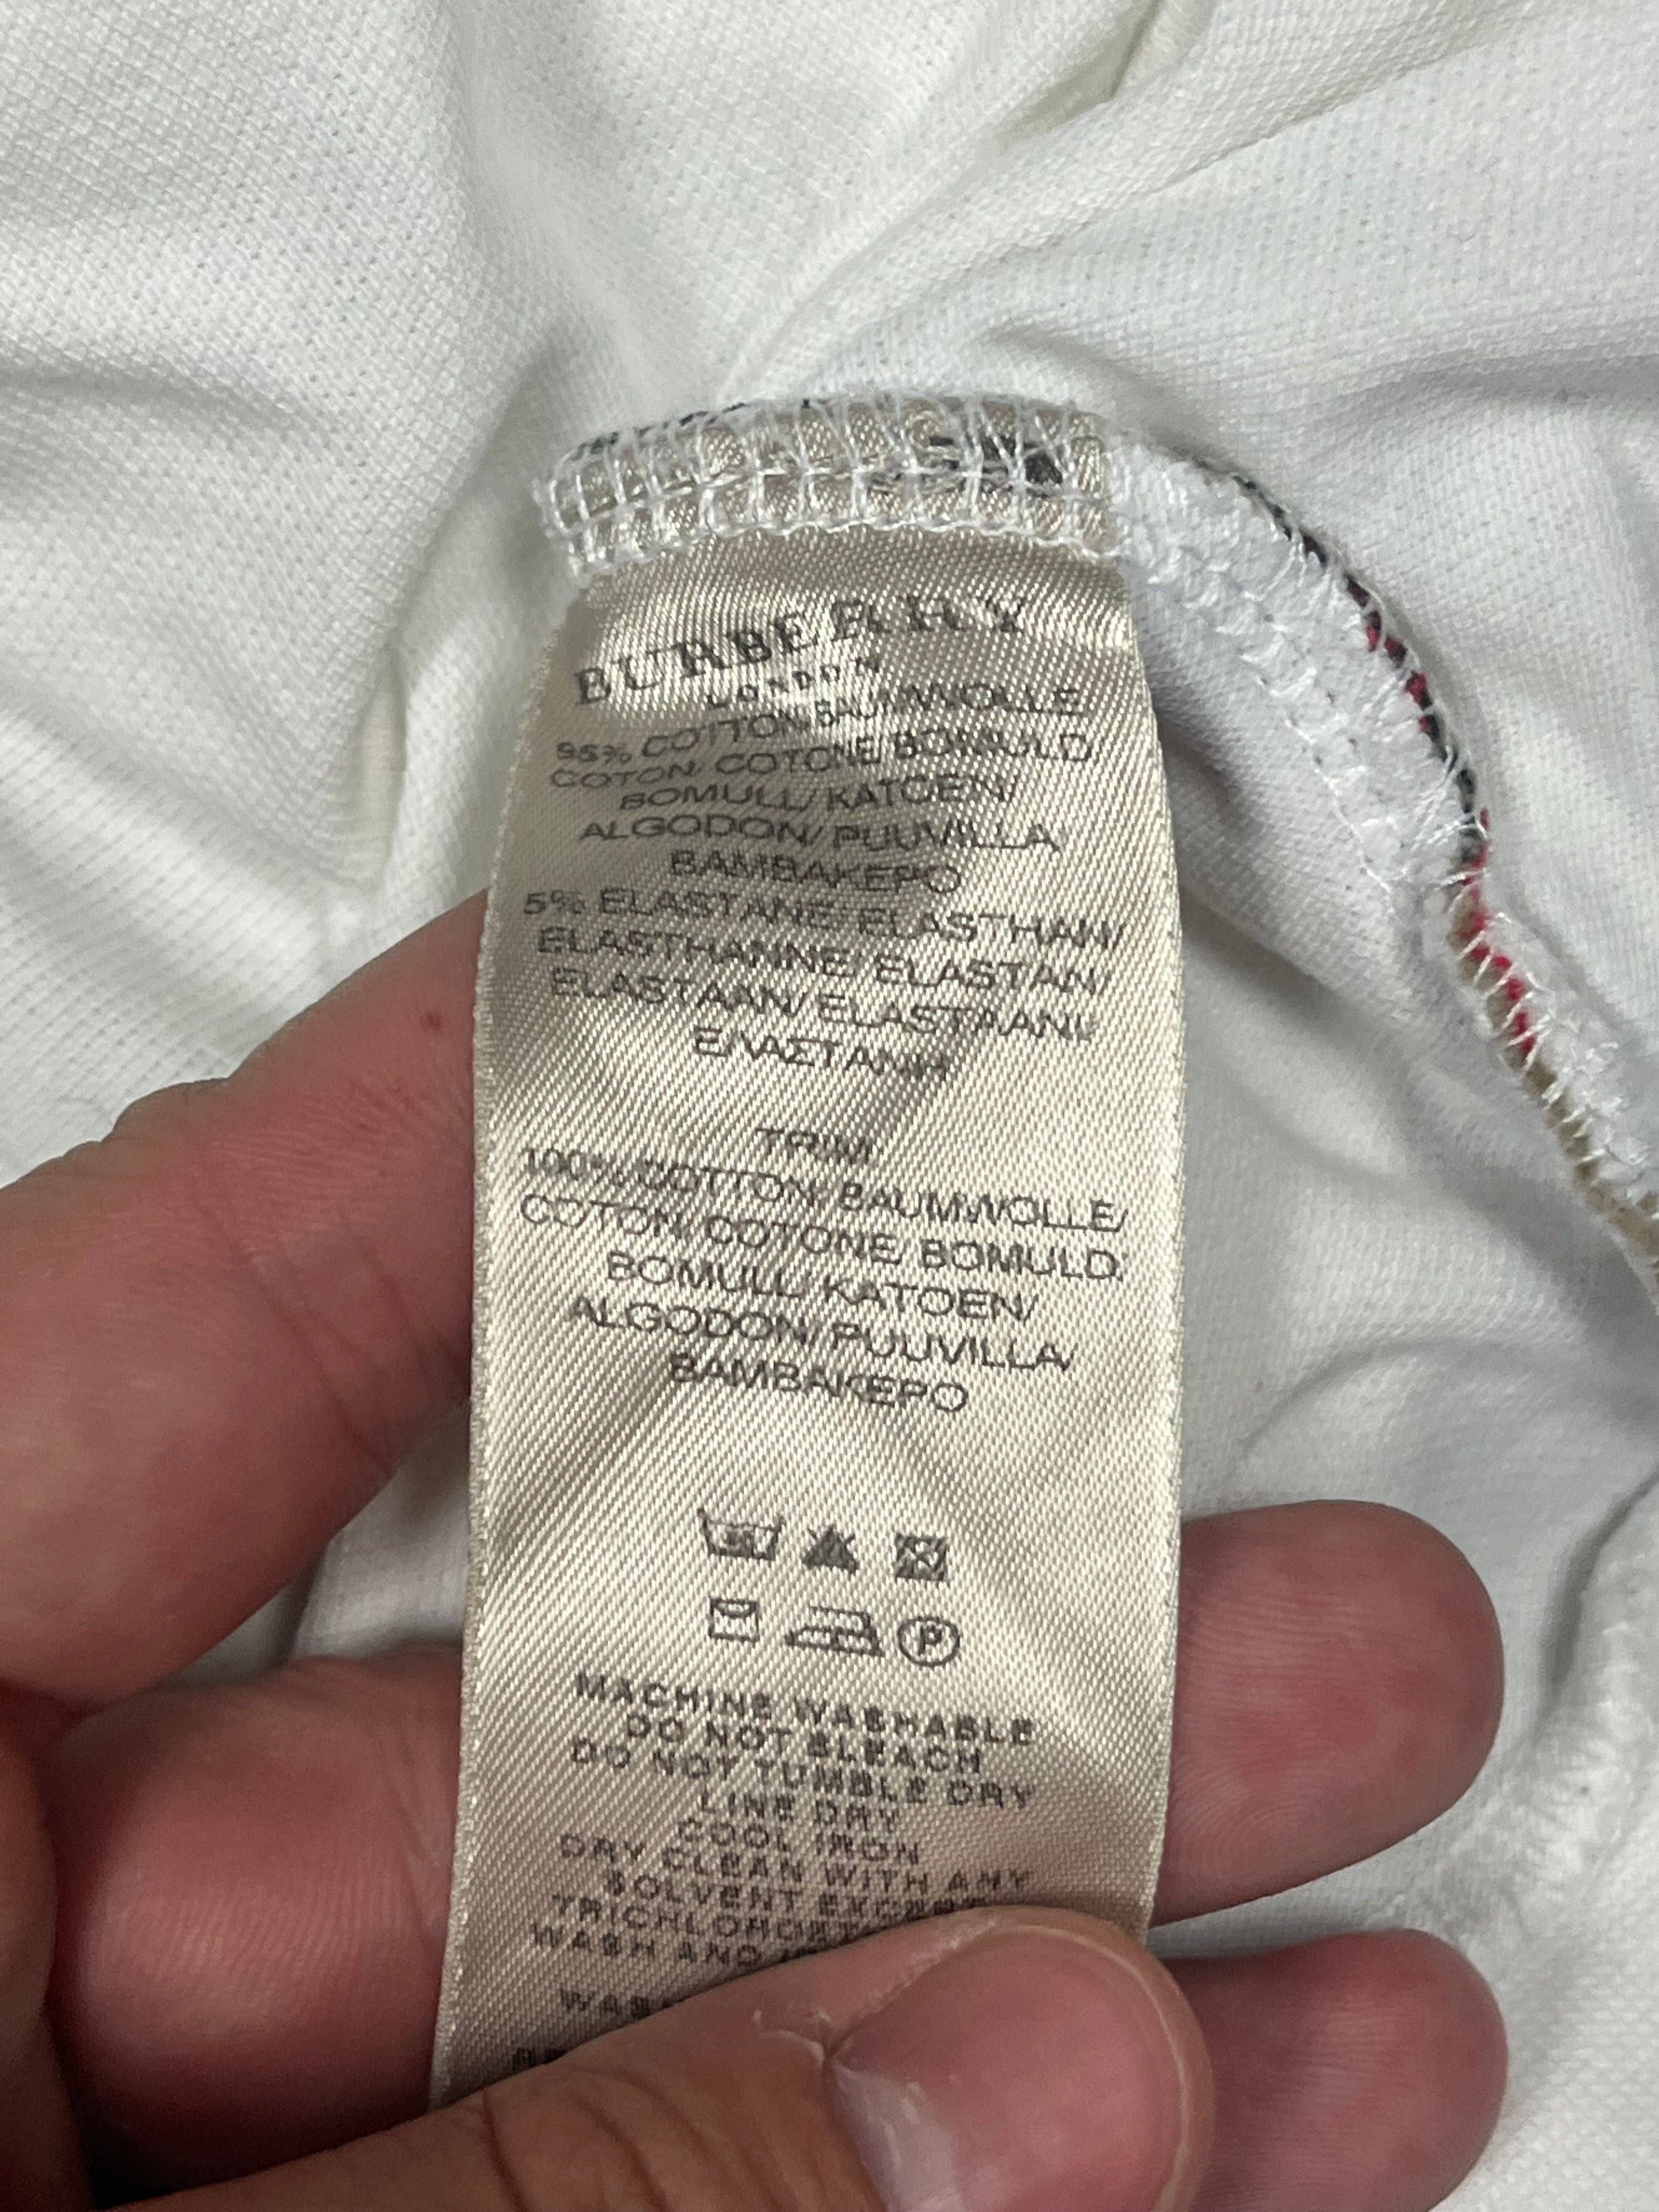 BURBERRY
LONDON
95% COTTON/BAUMWOLLE
COTON/ COTONE/BOMULD
BOMULL/KATOEN/
ALGODON/PUUVILLA/
BAMBAKEPO
5% ELASTANE/ELASTHAN/
ELASTHANNE/ELASTAN/
ELASTAAN/ELASTAANI/
ΕΛΑΣΤΑΝΗ
TRIM
100% COTTON/BAUMWOLLE/
COTON/COTONE/BOMULD/
BOMULL/KATOEN/
ALGODON/PUUVILLA/
BAMBAKEPO
P
MACHINE WASHABLE
DO NOT BLEACH
DO NOT TUMBLE DRY
LINE DRY
COOL IRON
DRY CLEAN WITH ANY
SOLVENT EXCEPT
WASH AND